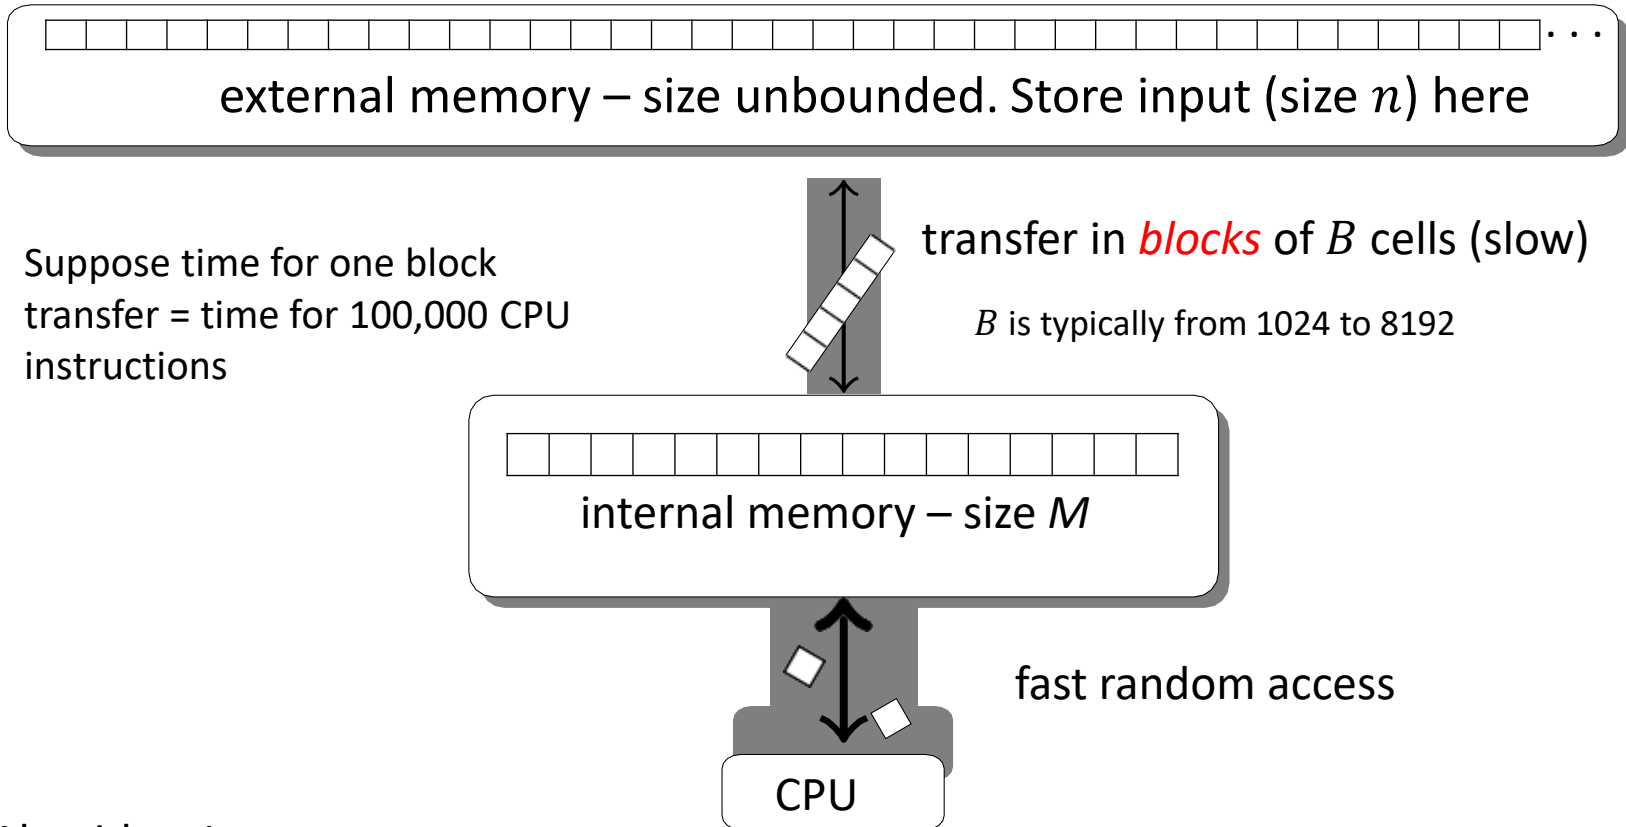 . . .
external memory – size unbounded. Store input (size n) here
transfer in blocks of B cells (slow)
Suppose time for one block
transfer = time for 100,000 CPU
instructions
B is typically from 1024 to 8192
internal memory – size M
fast random access
CPU